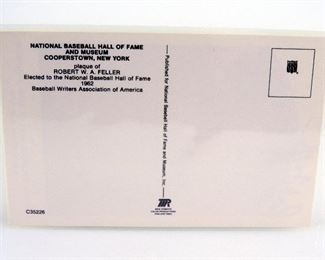 NATIONAL BASEBALL HALL OF FAME
AND MUSEUM
COOPERSTOWN, NEW YORK
plaque of
ROBERT W. A. FELLER
Elected to the National Baseball Hall of Fame
1962
Baseball Writers Association of America
Published for National Baseball Hall of Fame and Museum, Inc.
C35226